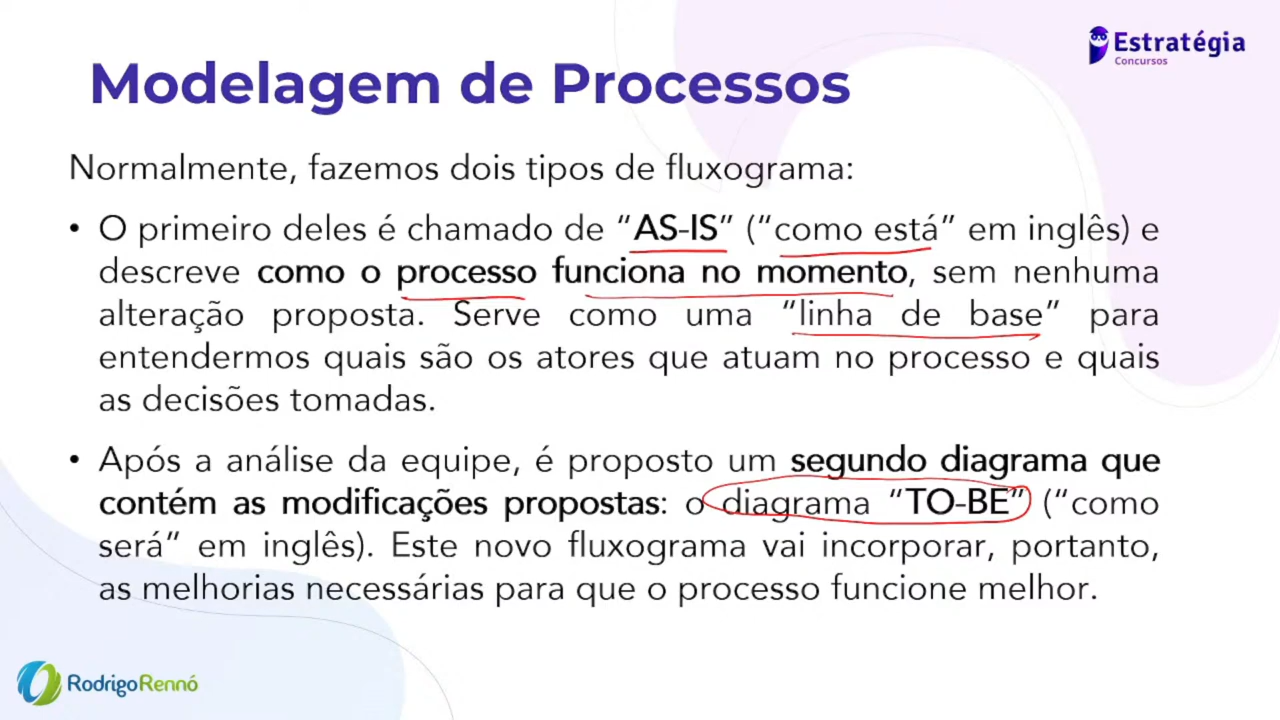 Estratégia
Concursos
Modelagem de Processos
Normalmente, fazemos dois tipos de fluxograma:
• O primeiro deles é chamado de “AS-IS” (“como está” em inglês) e
descreve como o processo funciona no momento, sem nenhuma
alteração proposta. Serve como uma “linha de base” para
entendermos quais são os atores que atuam no processo e quais
as decisões tomadas.
• Após a análise da equipe, é proposto um segundo diagrama que
contém as modificações propostas: o diagrama “TO-BE” (“como
será” em inglês). Este novo fluxograma vai incorporar, portanto,
as melhorias necessárias para que o processo funcione melhor.
RodrigoRennó